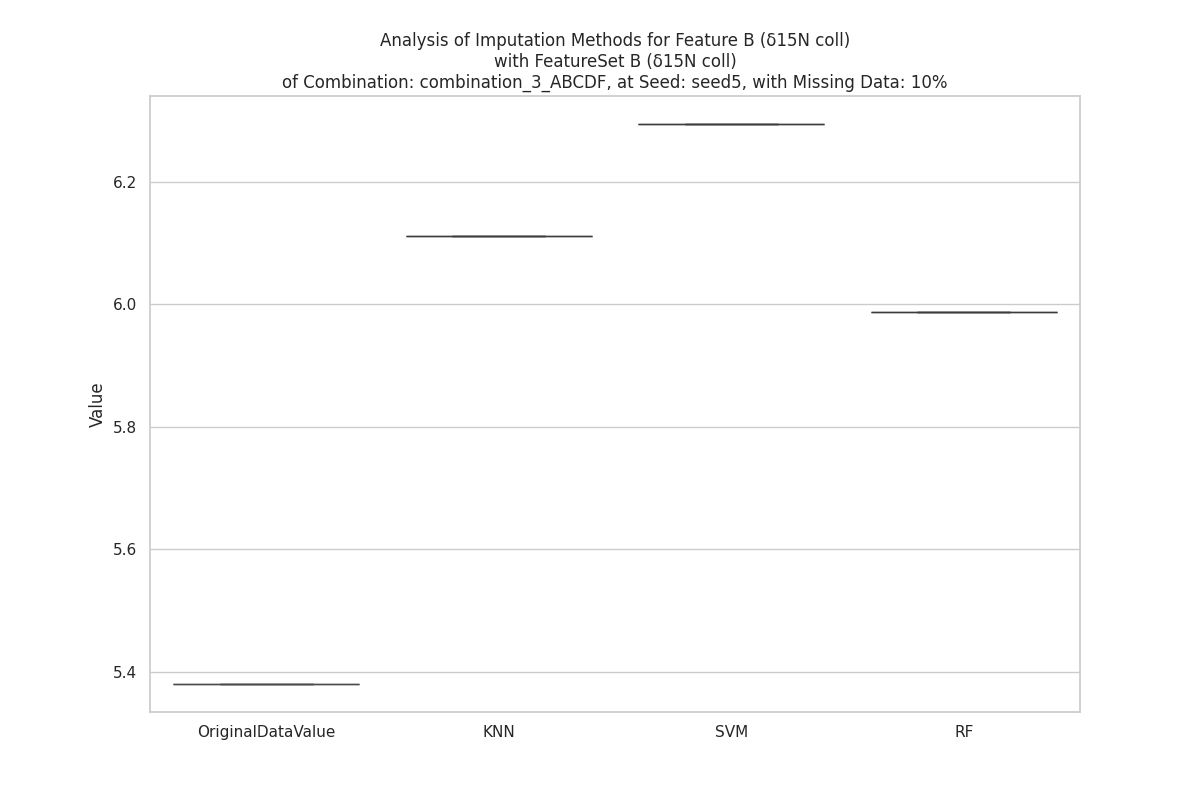 Analysis of Imputation Methods for Feature B (δ15N coll)
with FeatureSet B (δ15N coll)
of Combination: combination_3_ABCDF, at Seed: seed5, with Missing Data: 10%
Value
6.2
6.0
5.8
5.6
5.4
OriginalDataValue
KNN
SVM
RF